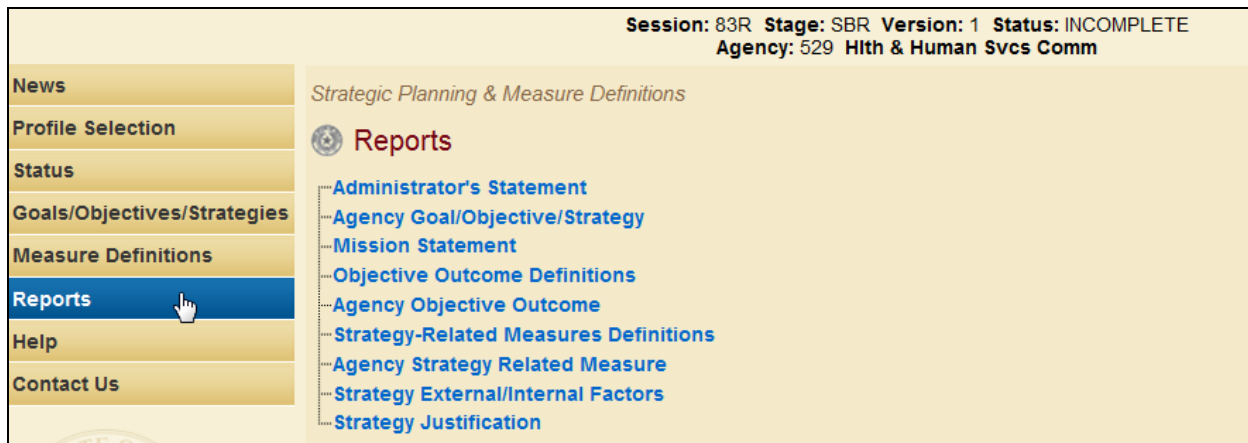 Session: 83R Stage: SBR Version: 1 Status: INCOMPLETE
Agency: 529 Hlth & Human Svcs Comm
News
Profile Selection
Status
Goals/Objectives/Strategies
Measure Definitions
Reports
Help
Contact Us
Strategic Planning & Measure Definitions
Reports
Administrator's Statement
Agency Goal/Objective/Strategy
Mission Statement
Objective Outcome Definitions
Agency Objective Outcome
Strategy-Related Measures Definitions
Agency Strategy Related Measure
Strategy External/Internal Factors
Strategy Justification